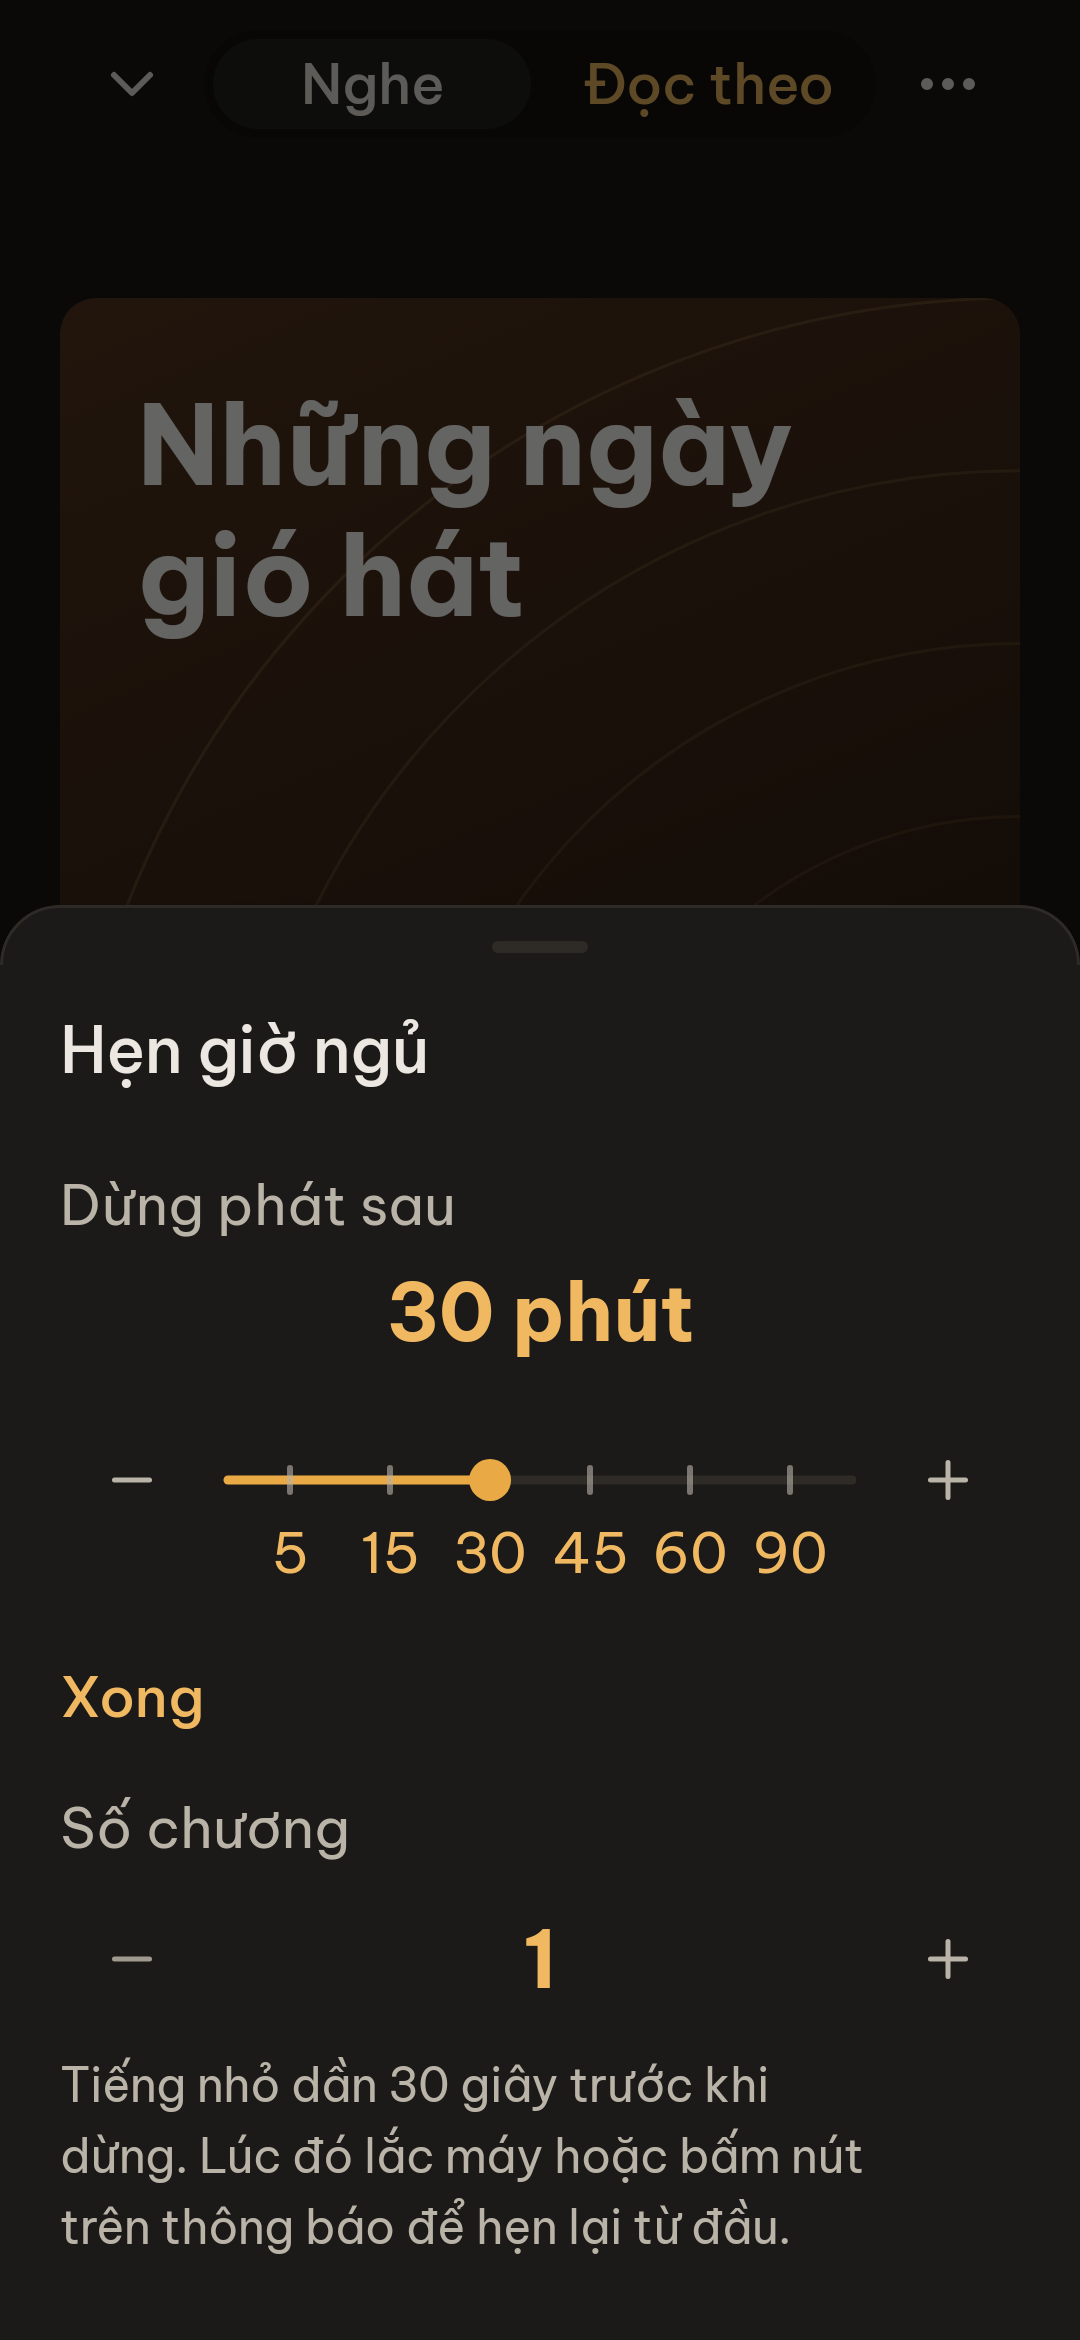 Nghe
Đọc theo
Những ngày
gió hát
Hẹn giờ ngủ
Dừng phát sau
30 phút
5 15 30 45 60 90
Xong
Số chương
1
Tiếng nhỏ dần 30 giây trước khi
dừng. Lúc đó lắc máy hoặc bấm nút
trên thông báo để hẹn lại từ đầu.